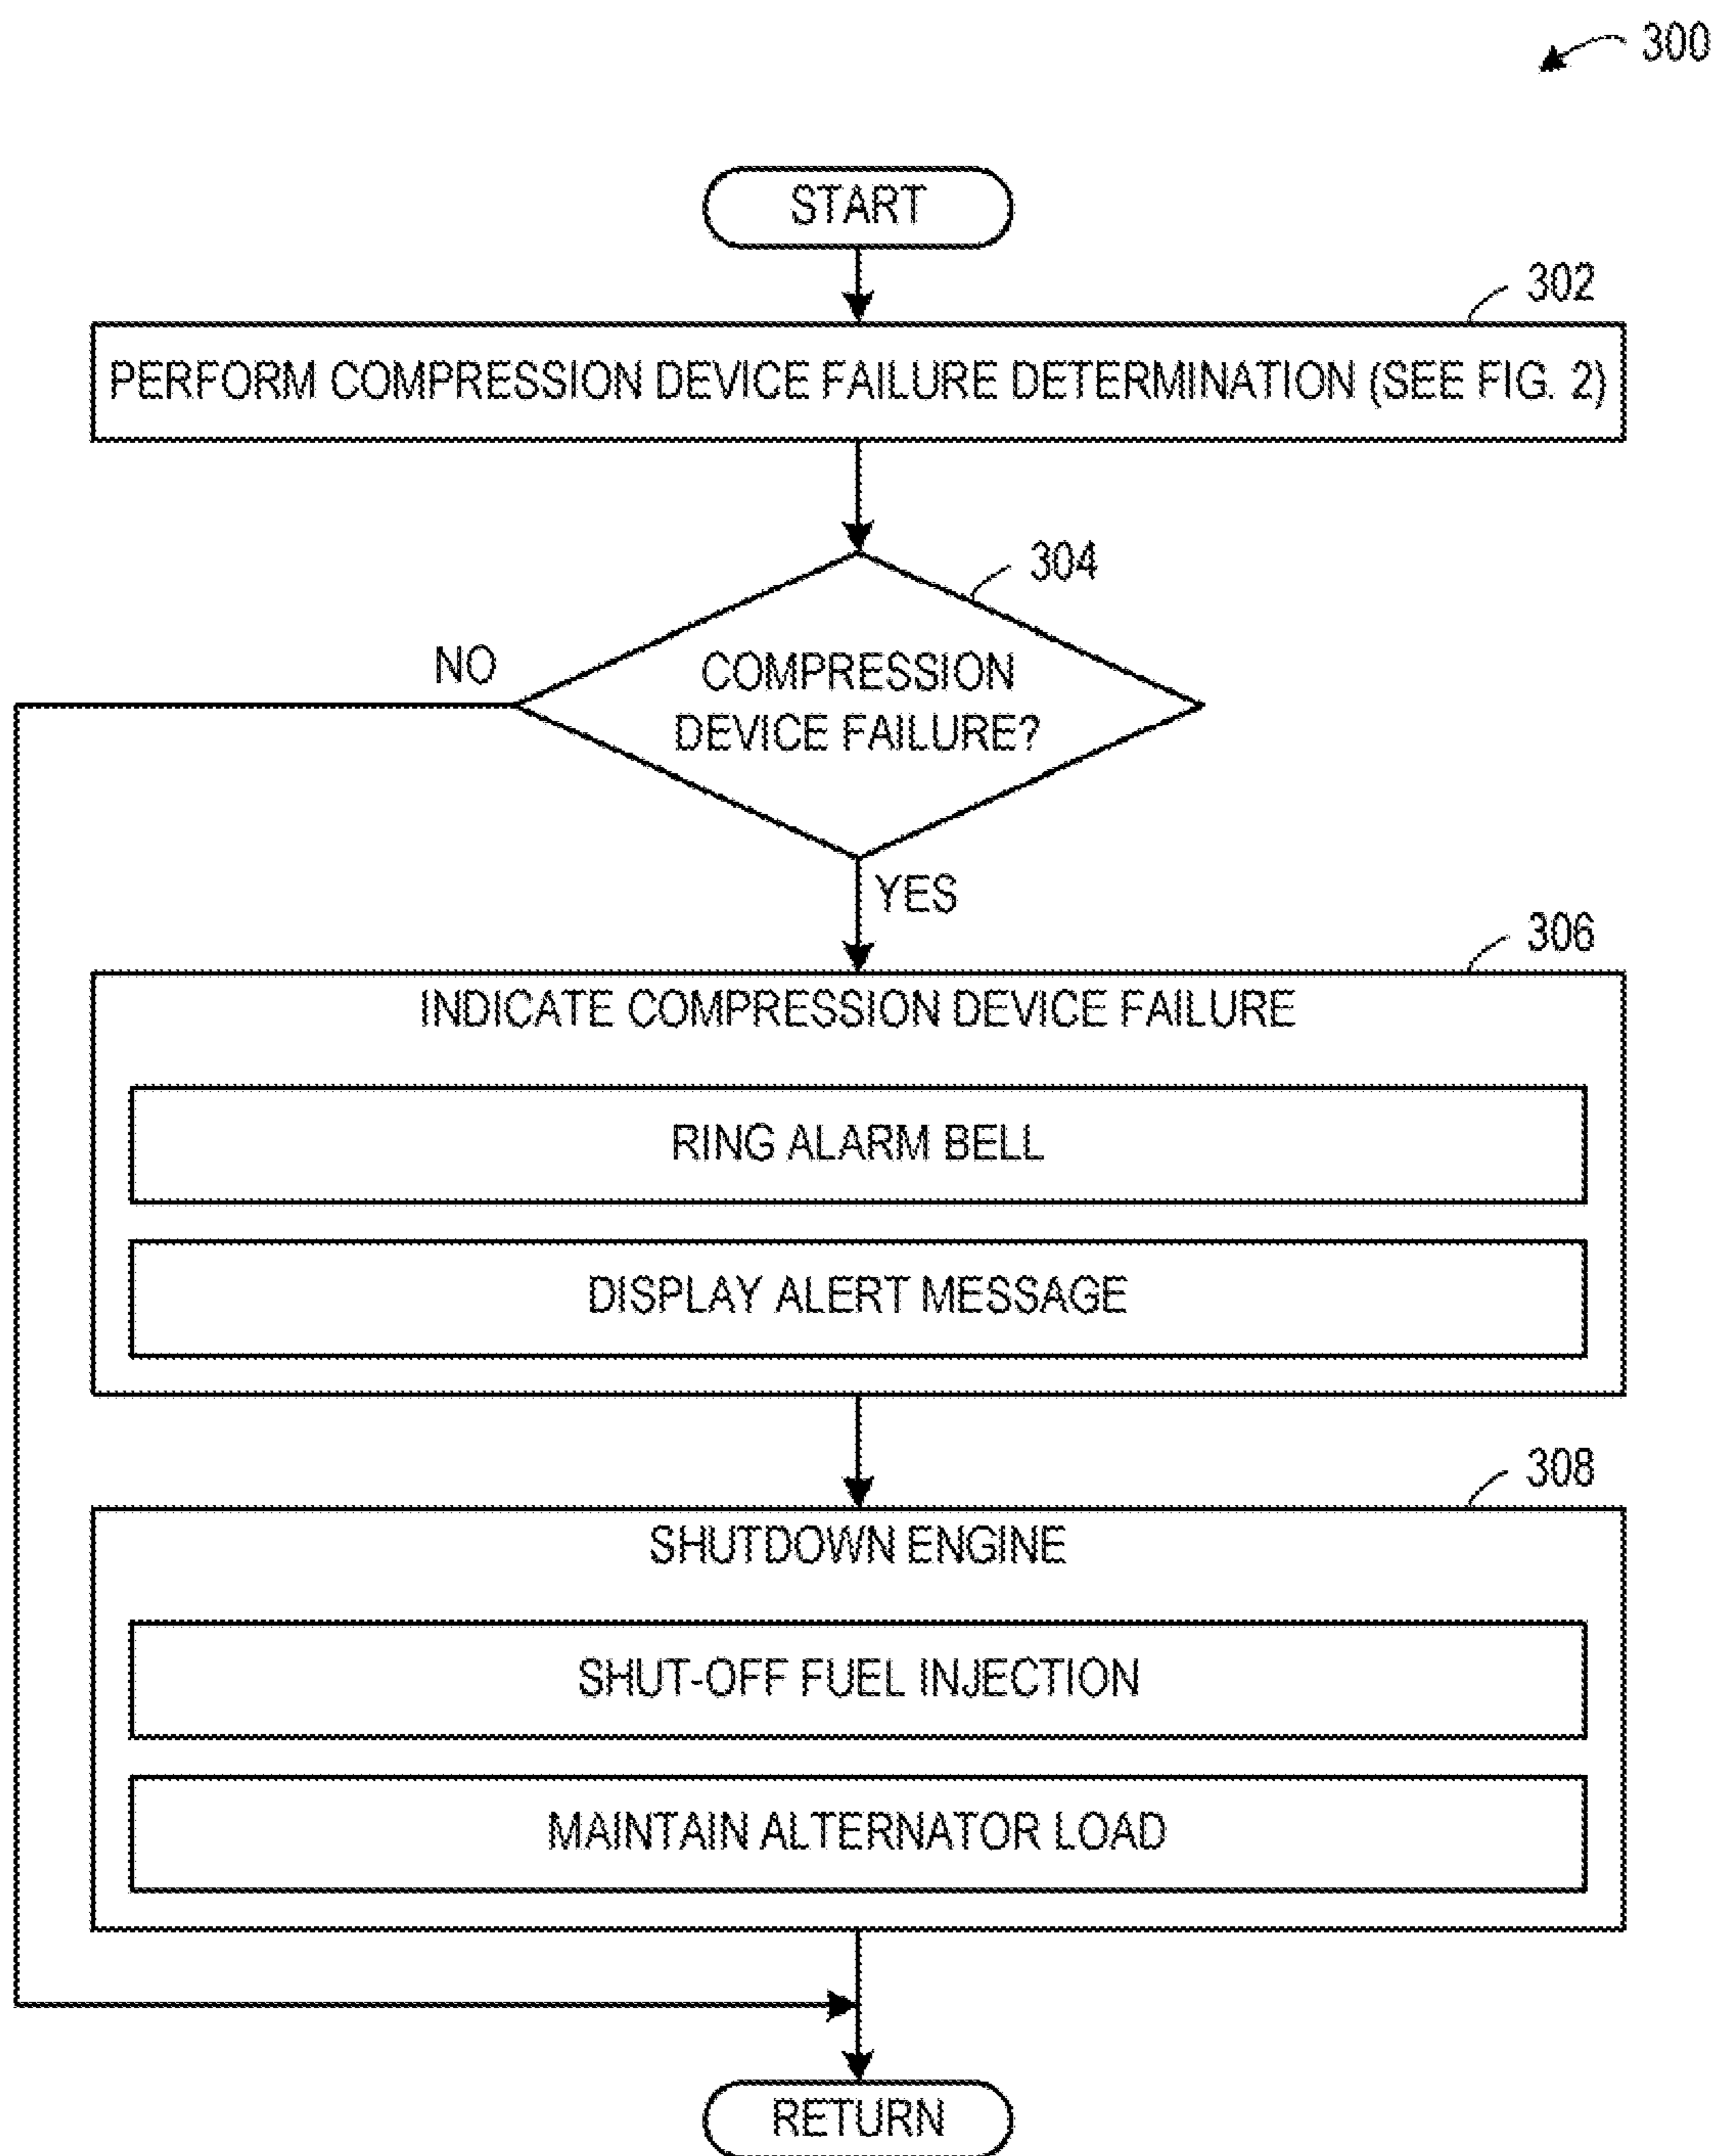 300
START
302
PERFORM COMPRESSION DEVICE FAILURE DETERMINATION (SEE FIG. 2)
304
NO
COMPRESSION
DEVICE FAILURE?
YES
306
INDICATE COMPRESSION DEVICE FAILURE
RING ALARM BELL
DISPLAY ALERT MESSAGE
308
SHUTDOWN ENGINE
SHUT-OFF FUEL INJECTION
MAINTAIN ALTERNATOR LOAD
RETURN